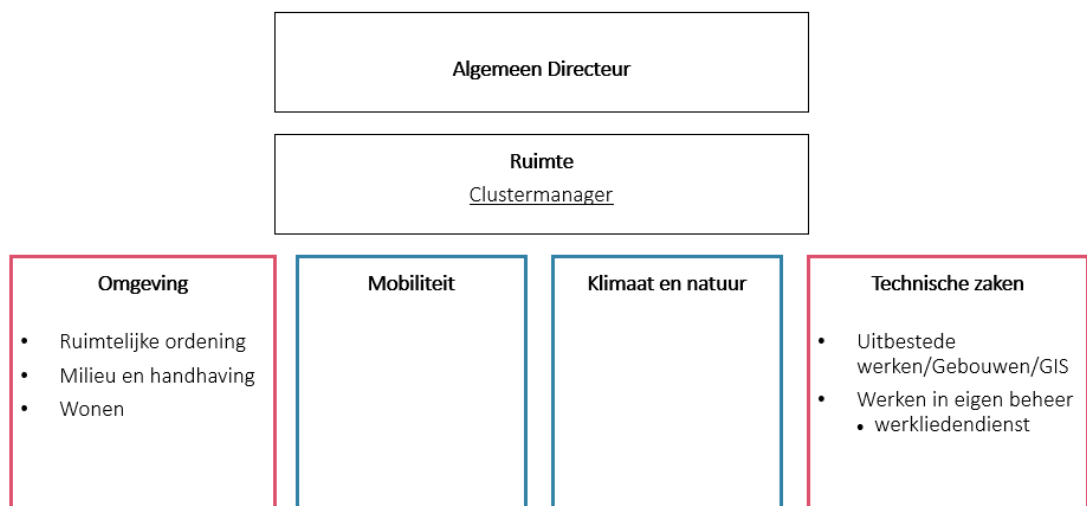 Algemeen Directeur
Ruimte
Clustermanager
Omgeving
• Ruimtelijke ordening
• Milieu en handhaving
• Wonen
Mobiliteit
Klimaat en natuur
Technische zaken
• Uitbestede
werken/Gebouwen/GIS
• Werken in eigen beheer
• werkliedendienst